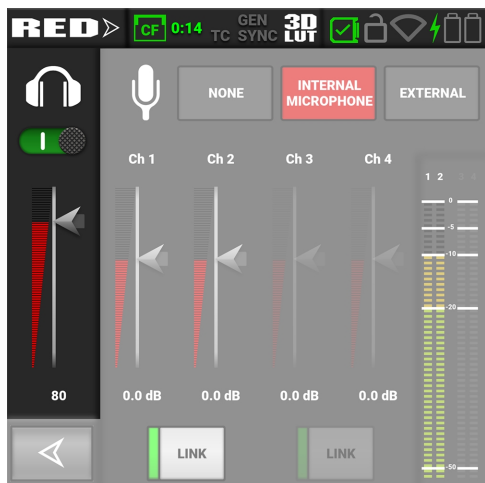 RED
CF 0:14 TC GEN SYNC 3D LUT
NONE
INTERNAL
MICROPHONE
EXTERNAL
Ch 1 Ch 2 Ch 3 Ch 4
1 2 3 4
0
-5
-10
-20
-50
80
0.0 dB 0.0 dB 0.0 dB 0.0 dB
LINK LINK